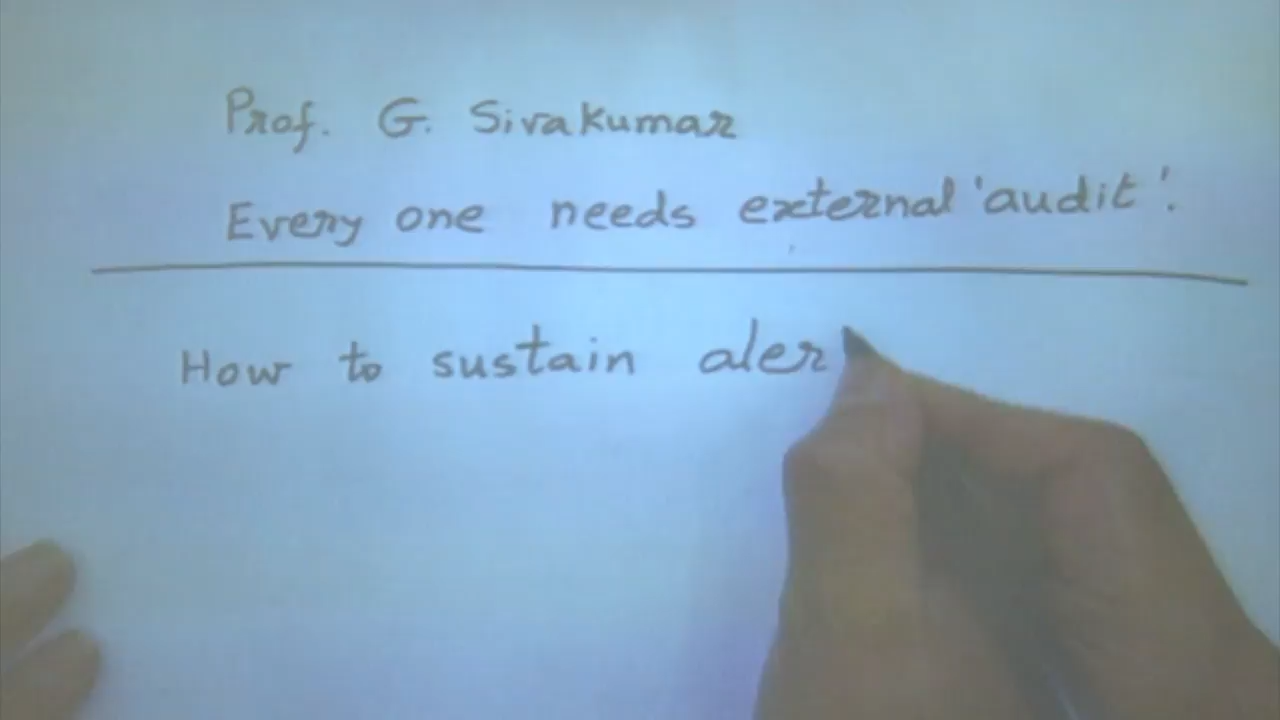 Prof. G. Sivakumar
Every one needs external 'audit'.
How to sustain aler